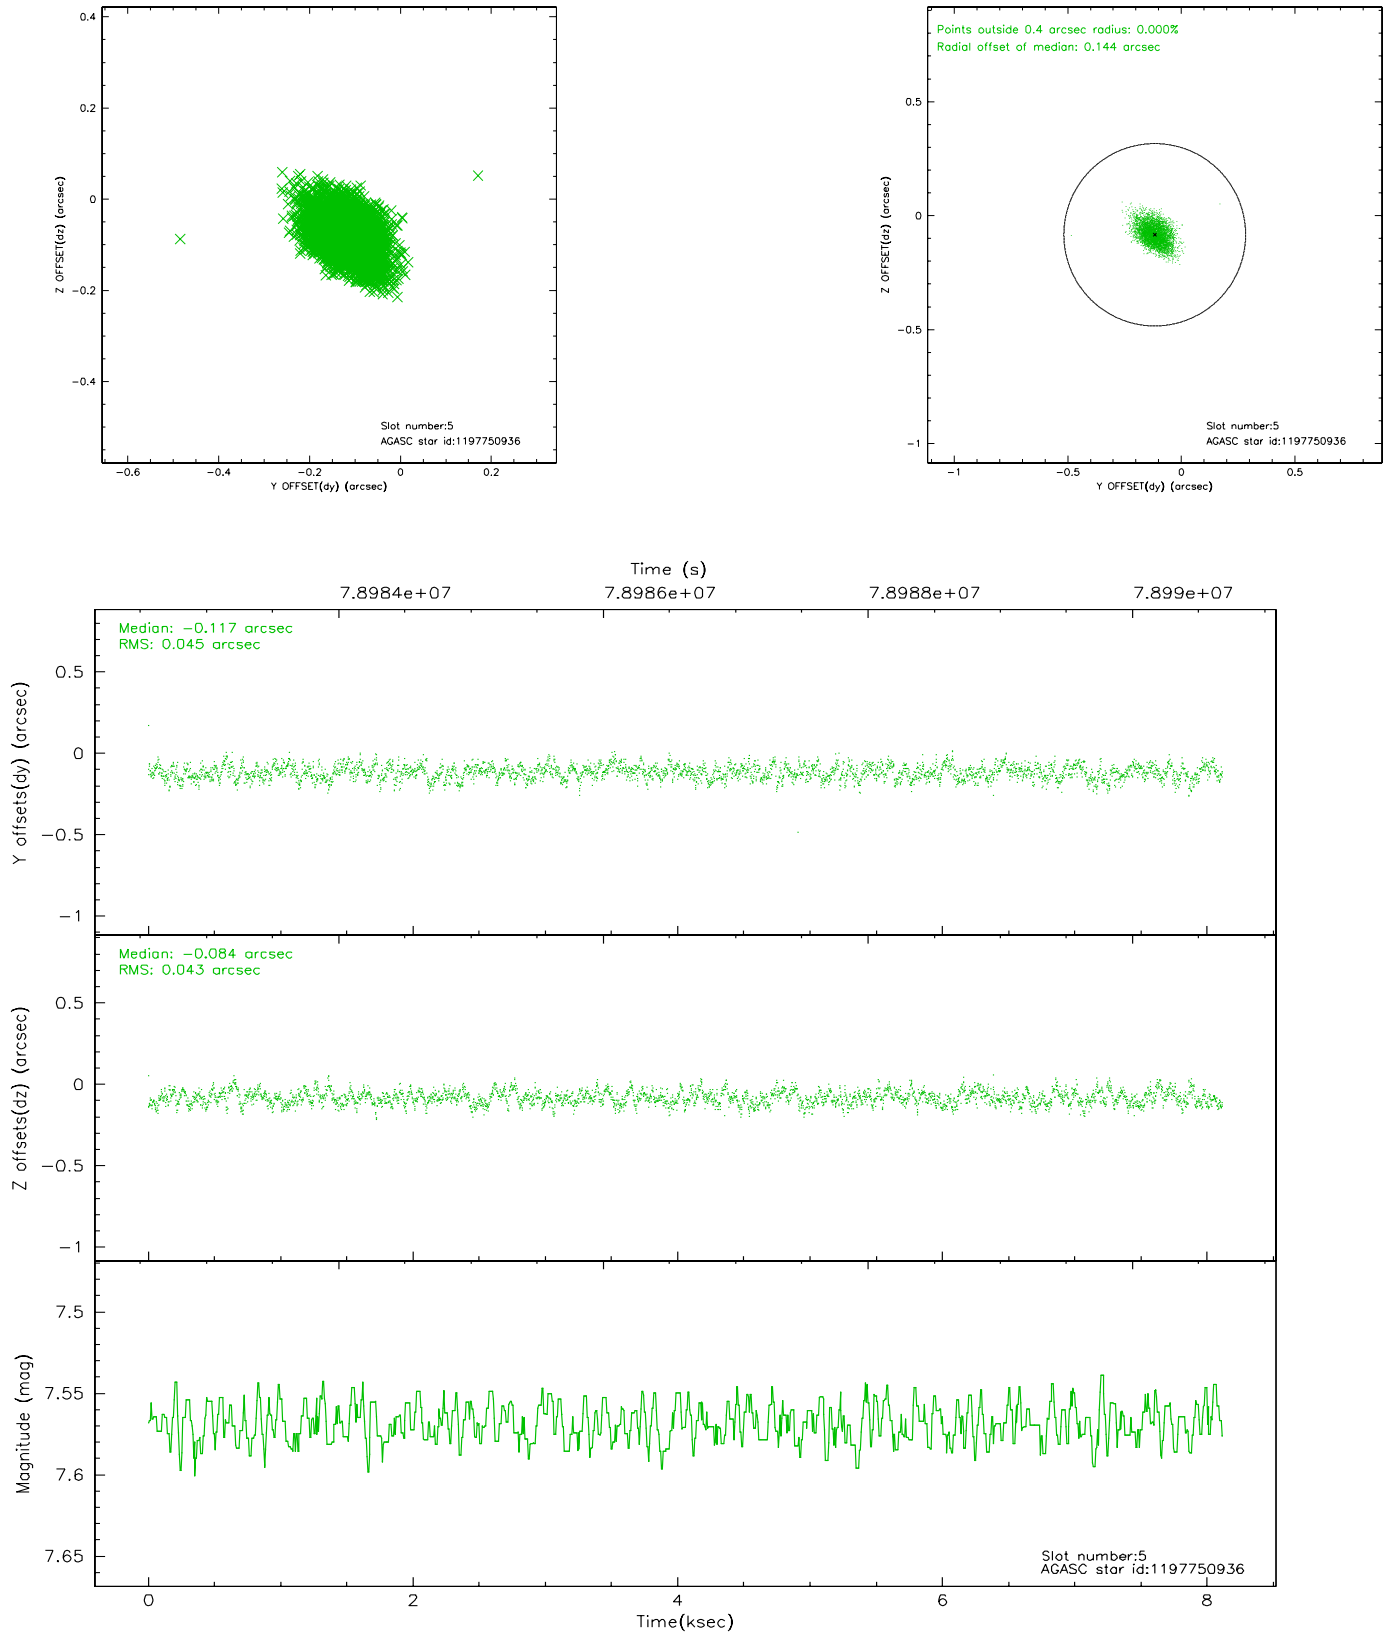 0.4
0.2
0
−0.2
−0.4
Z OFFSET(dz) (arcsec)
Slot number:5
AGASC star id:1197750936
−0.6 −0.4 −0.2 0 0.2
Y OFFSET(dy) (arcsec)
Points outside 0.4 arcsec radius: 0.000%
Radial offset of median: 0.144 arcsec
0.5
0
−0.5
−1
Z OFFSET(dz) (arcsec)
Slot number:5
AGASC star id:1197750936
−1 −0.5 0 0.5
Y OFFSET(dy) (arcsec)
Time (s)
7.8984e+07 7.8986e+07 7.8988e+07 7.899e+07
Median: −0.117 arcsec
RMS: 0.045 arcsec
0.5
0
−0.5
−1
Y offsets(dy) (arcsec)
Median: −0.084 arcsec
RMS: 0.043 arcsec
0.5
0
−0.5
−1
Z offsets(dz) (arcsec)
7.5
7.55
7.6
7.65
Magnitude (mag)
Slot number:5
AGASC star id:1197750936
0 2 4 6 8
Time(ksec)